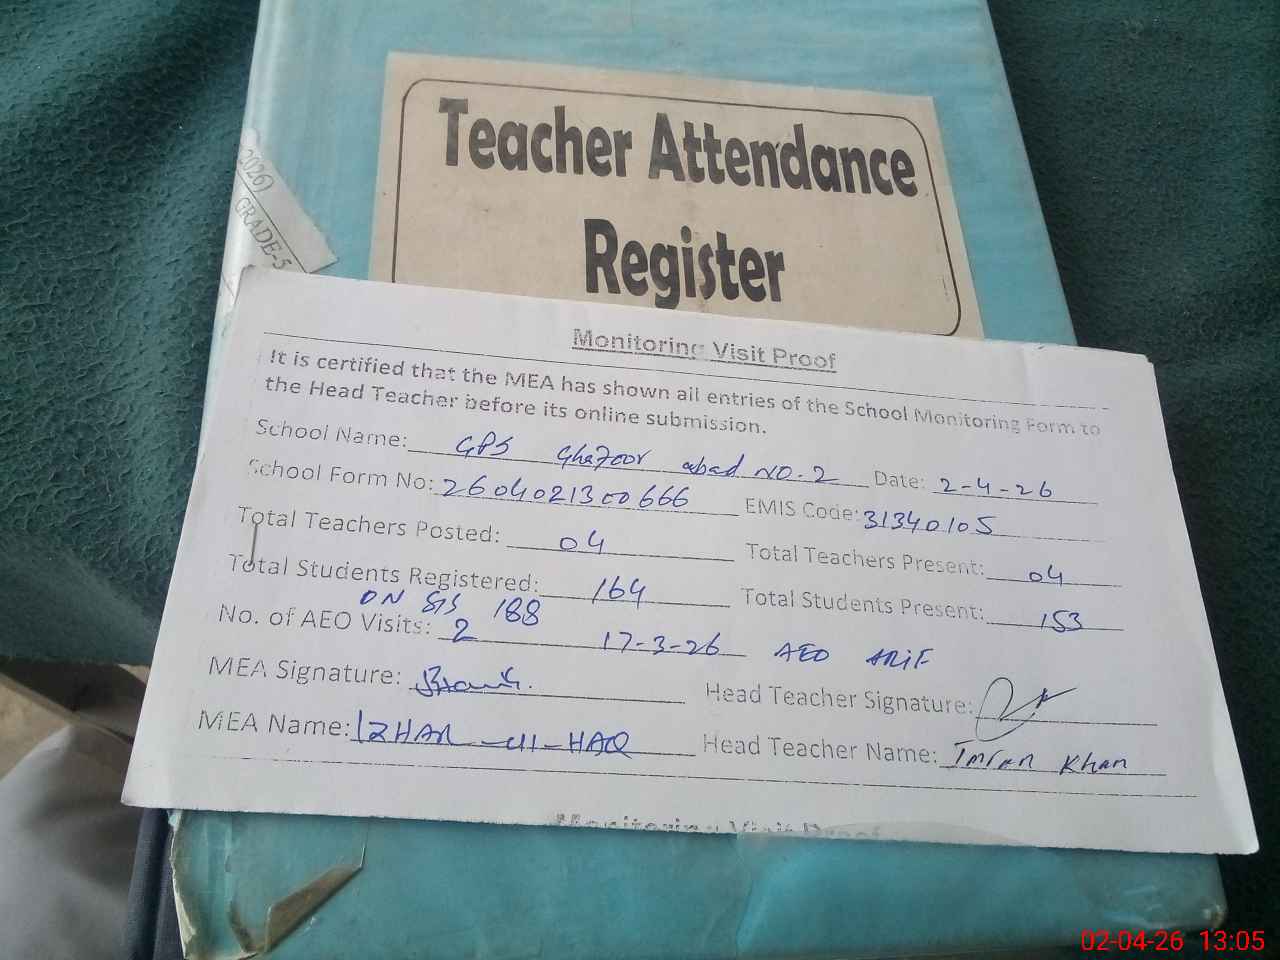 Teacher Attendance
Register
2026)
GRADE-5
Monitoring Visit Proof
It is certified that the MEA has shown all entries of the School Monitoring Form to
the Head Teacher before its online submission.
School Name: GPS Ghafoor abad NO.2 Date: 2-4-26
School Form No: 2604021300666 EMIS Code: 31340105
Total Teachers Posted: 04 Total Teachers Present: 04
Total Students Registered: 164 Total Students Present: 153
ON SIS 188
No. of AEO Visits: 2 17-3-26 AEO ARIF
MEA Signature: Head Teacher Signature:
MEA Name: IZHAR-ul-HAQ Head Teacher Name: Imran Khan
Monitoring Visit Proof
02-04-26 13:05